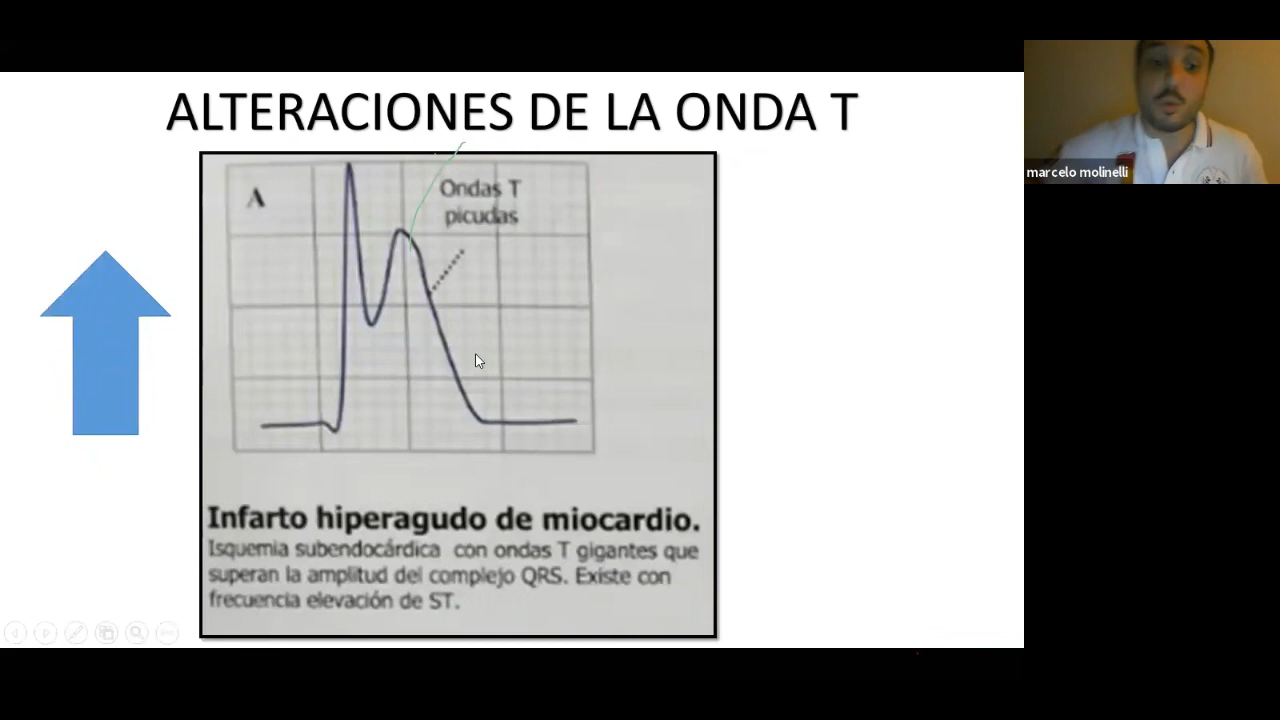 ALTERACIONES DE LA ONDA T
A
Ondas T
picudas
Infarto hiperagudo de miocardio.
Isquemia subendocárdica con ondas T gigantes que
superan la amplitud del complejo QRS. Existe con
frecuencia elevación de ST.
marcelo molinelli